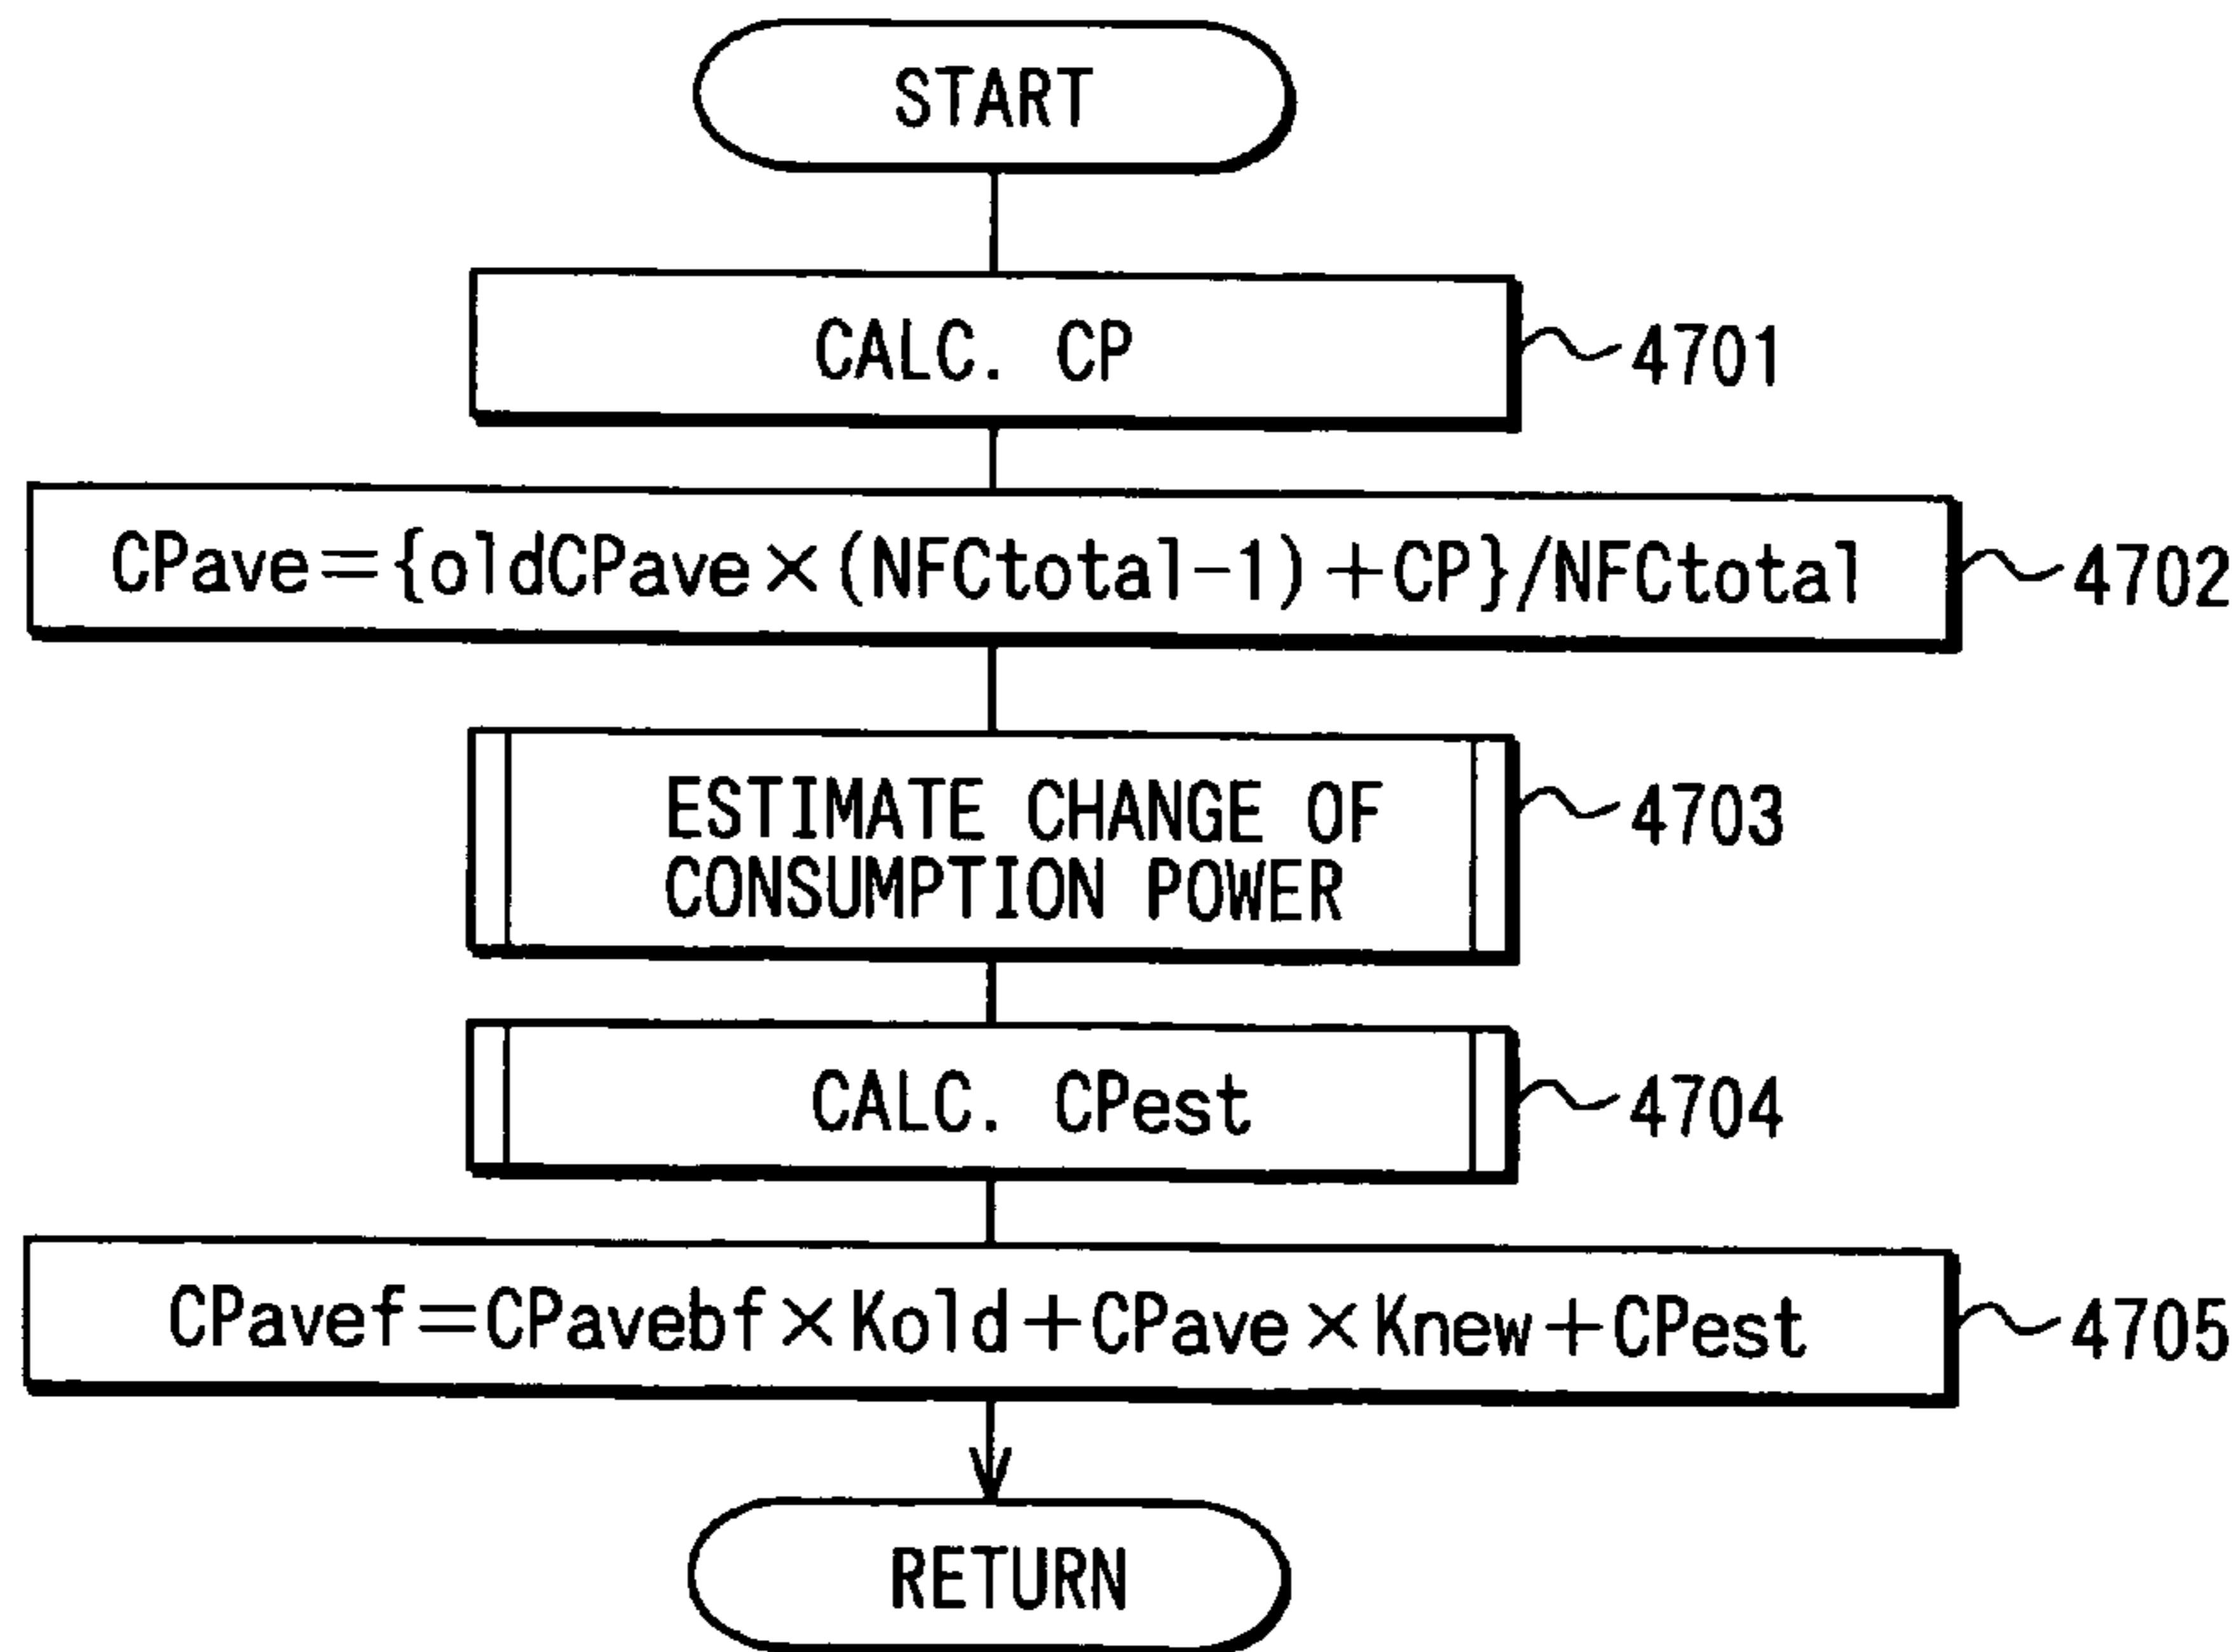 START
CALC. CP
4701
CPave={oldCPave×(NFCtotal-1)+CP}/NFCtotal
4702
ESTIMATE CHANGE OF
CONSUMPTION POWER
4703
CALC. CPest
4704
CPavef=CPavebf×Kold+CPave×Knew+CPest
4705
RETURN